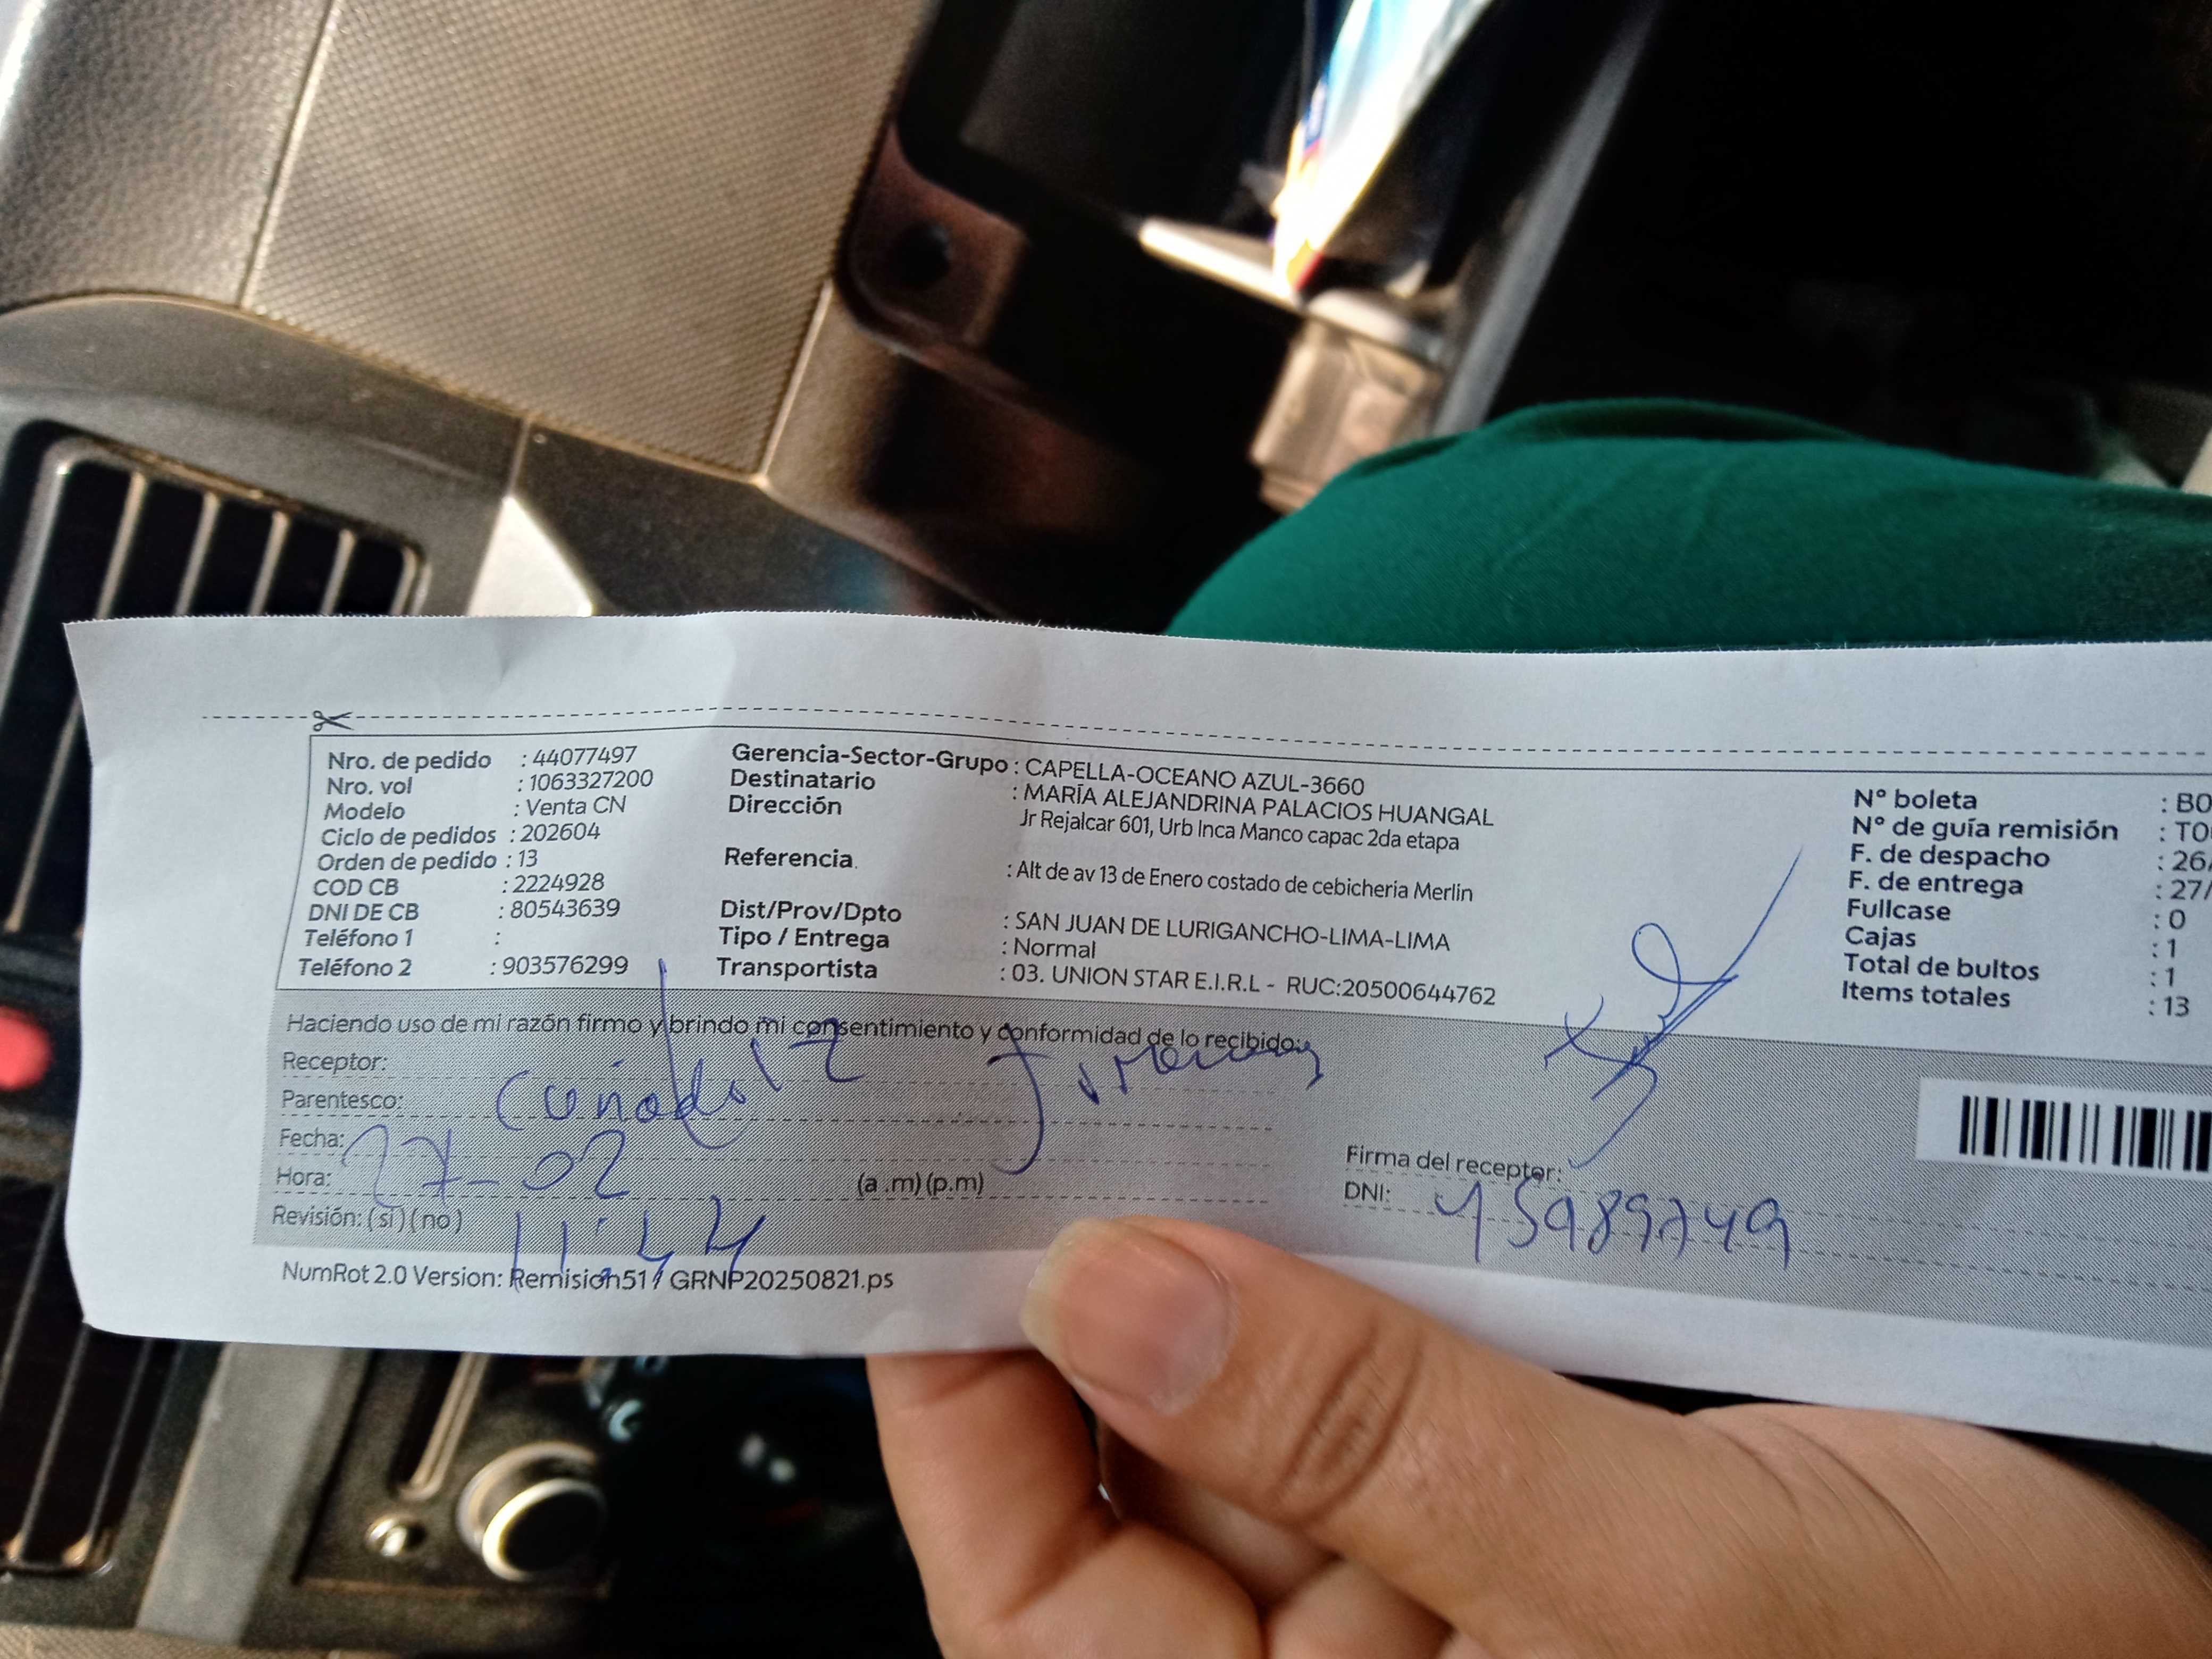 Nro. de pedido : 44077497
Nro. vol : 1063327200
Modelo : Venta CN
Ciclo de pedidos : 202604
Orden de pedido : 13
COD CB : 2224928
DNI DE CB : 80543639
Teléfono 1 :
Teléfono 2 : 903576299
Gerencia-Sector-Grupo : CAPELLA-OCEANO AZUL-3660
Destinatario : MARÍA ALEJANDRINA PALACIOS HUANGAL
Dirección Jr Rejalcar 601, Urb Inca Manco capac 2da etapa
Referencia : Alt de av 13 de Enero costado de cebicheria Merlin
Dist/Prov/Dpto : SAN JUAN DE LURIGANCHO-LIMA-LIMA
Tipo / Entrega : Normal
Transportista : 03. UNION STAR E.I.R.L - RUC:20500644762
N° boleta : B0
N° de guía remisión : T0
F. de despacho : 26/
F. de entrega : 27/
Fullcase : 0
Cajas : 1
Total de bultos : 1
Items totales : 13
Haciendo uso de mi razón firmo y brindo mi consentimiento y conformidad de lo recibido:
Receptor:
Parentesco: Cuñado
Fecha: 27-02
Hora: 11:44 (a .m) (p.m)
Revisión: (si) (no)
Firma del receptor:
DNI: 45989749
NumRot 2.0 Version: Remision51 / GRNP20250821.ps